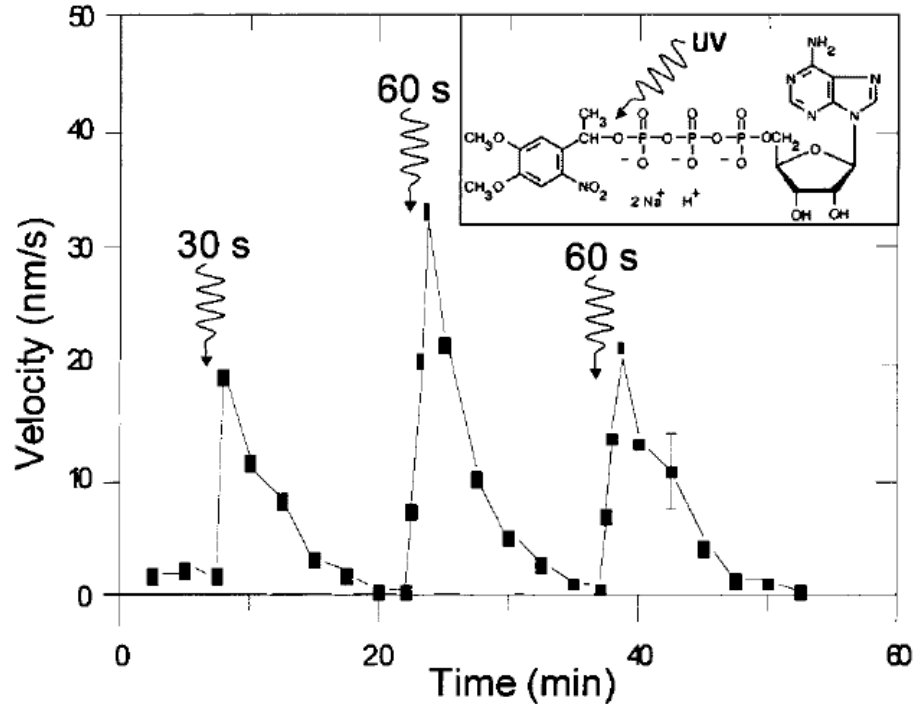 50
40
30
20
10
0
Velocity (nm/s)
0
20
40
60
Time (min)
30 s
60 s
60 s
UV
NH2
N
N
N
N
CH3
O
O
O
CH3O
O-P-O-P-O-P-OCH2
O
-O
-O
-O
CH3O
NO2
2 Na+ H+
OH
OH